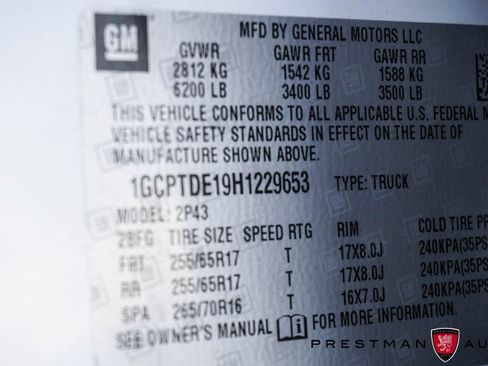 GM
MFD BY GENERAL MOTORS LLC
GVWR GAWR FRT GAWR RR
2812 KG 1542 KG 1588 KG
6200 LB 3400 LB 3500 LB
THIS VEHICLE CONFORMS TO ALL APPLICABLE U.S. FEDERAL
VEHICLE SAFETY STANDARDS IN EFFECT ON THE DATE OF
MANUFACTURE SHOWN ABOVE.
1GCPTDE19H1229653 TYPE: TRUCK
MODEL: 2P43
2BFG TIRE SIZE SPEED RTG RIM COLD TIRE
FRT 255/65R17 T 17X8.0J 240KPA(35PS
RR 255/65R17 T 17X8.0J 240KPA(35PS
SPA 265/70R16 T 16X7.0J 240KPA(35PS
SEE OWNER'S MANUAL i FOR MORE INFORMATION.
PRESTMAN AU